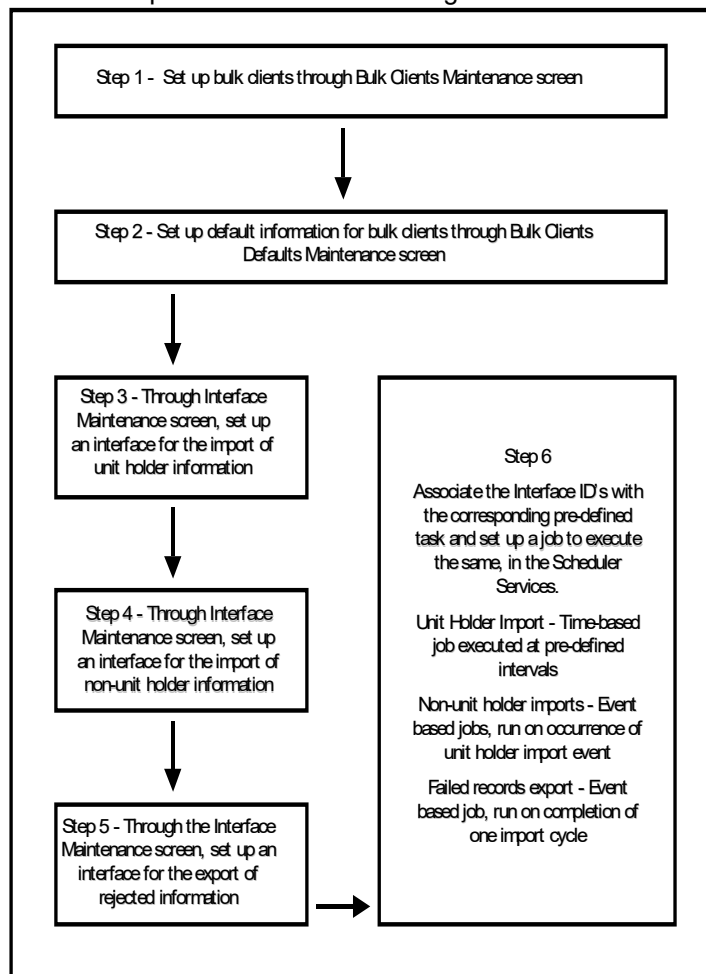 Step 1 - Set up bulk clients through Bulk Clients Maintenance screen
Step 2 - Set up default information for bulk clients through Bulk Clients
Defaults Maintenance screen
Step 3 - Through Interface
Maintenance screen, set up
an interface for the import of
unit holder information
Step 4 - Through Interface
Maintenance screen, set up
an interface for the import of
non-unit holder information
Step 5 - Through the Interface
Maintenance screen, set up an
interface for the export of
rejected information
Step 6
Associate the Interface ID's with
the corresponding pre-defined
task and set up a job to execute
the same, in the Scheduler
Services.
Unit Holder Import - Time-based
job executed at pre-defined
intervals
Non-unit holder imports - Event
based jobs, run on occurrence of
unit holder import event
Failed records export - Event
based job, run on completion of
one import cycle